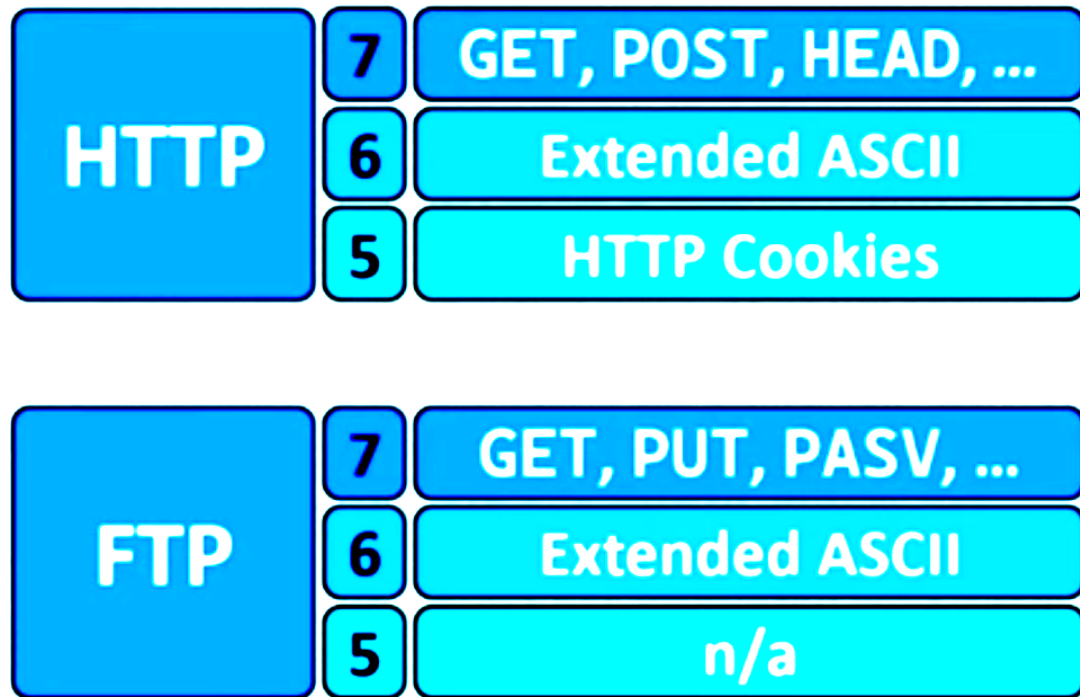 HTTP
7 GET, POST, HEAD, ...
6 Extended ASCII
5 HTTP Cookies
FTP
7 GET, PUT, PASV, ...
6 Extended ASCII
5 n/a